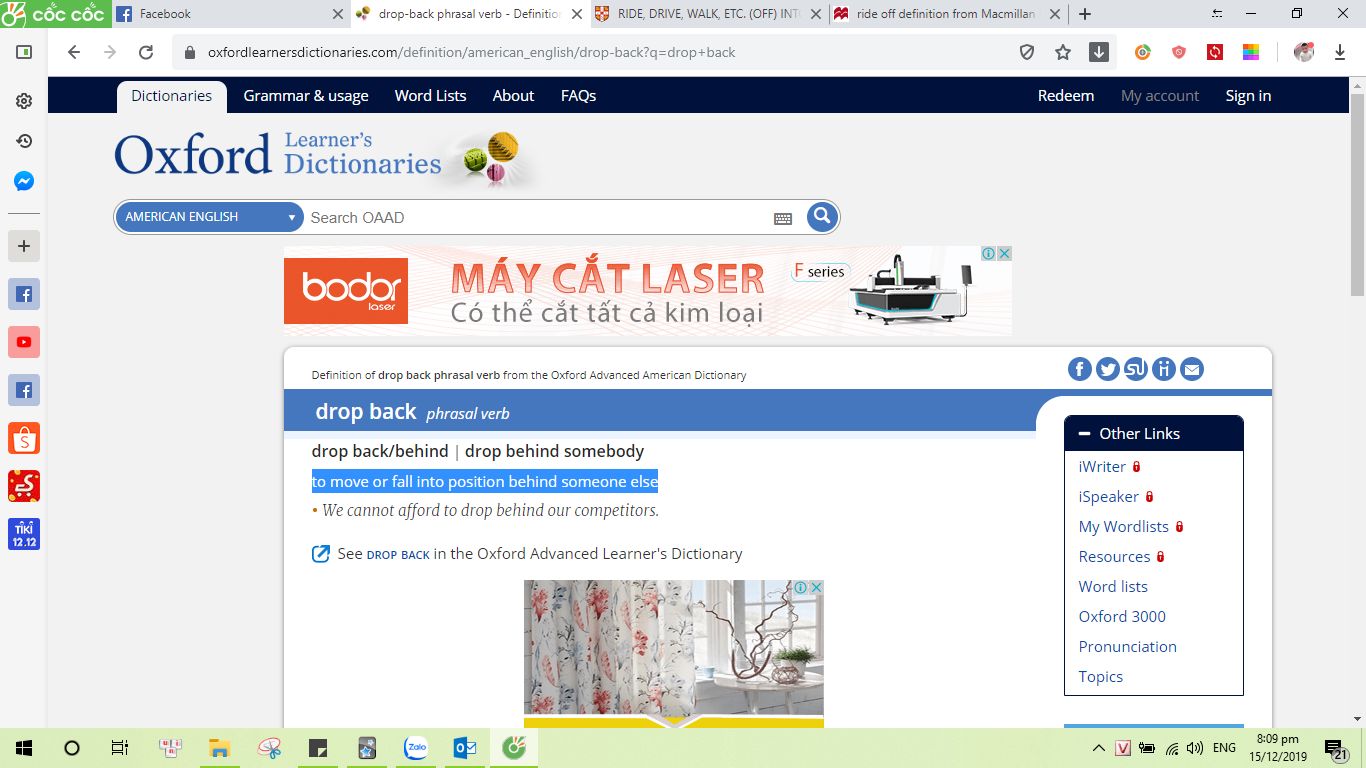 CỐC CỐC
Facebook
drop-back phrasal verb - Definition
RIDE, DRIVE, WALK, ETC. (OFF) INTO
ride off definition from Macmillan
oxfordlearnersdictionaries.com/definition/american_english/drop-back?q=drop+back
Dictionaries
Grammar & usage
Word Lists
About
FAQs
Redeem
My account
Sign in
Oxford Learner's Dictionaries
AMERICAN ENGLISH
Search OAAD
bodor laser
MÁY CẮT LASER
F series
Có thể cắt tất cả kim loại
Definition of drop back phrasal verb from the Oxford Advanced American Dictionary
drop back phrasal verb
drop back/behind | drop behind somebody
to move or fall into position behind someone else
• We cannot afford to drop behind our competitors.
See DROP BACK in the Oxford Advanced Learner's Dictionary
Other Links
iWriter
iSpeaker
My Wordlists
Resources
Word lists
Oxford 3000
Pronunciation
Topics
TIKI
12.12
Zalo
ENG
8:09 pm
15/12/2019
21